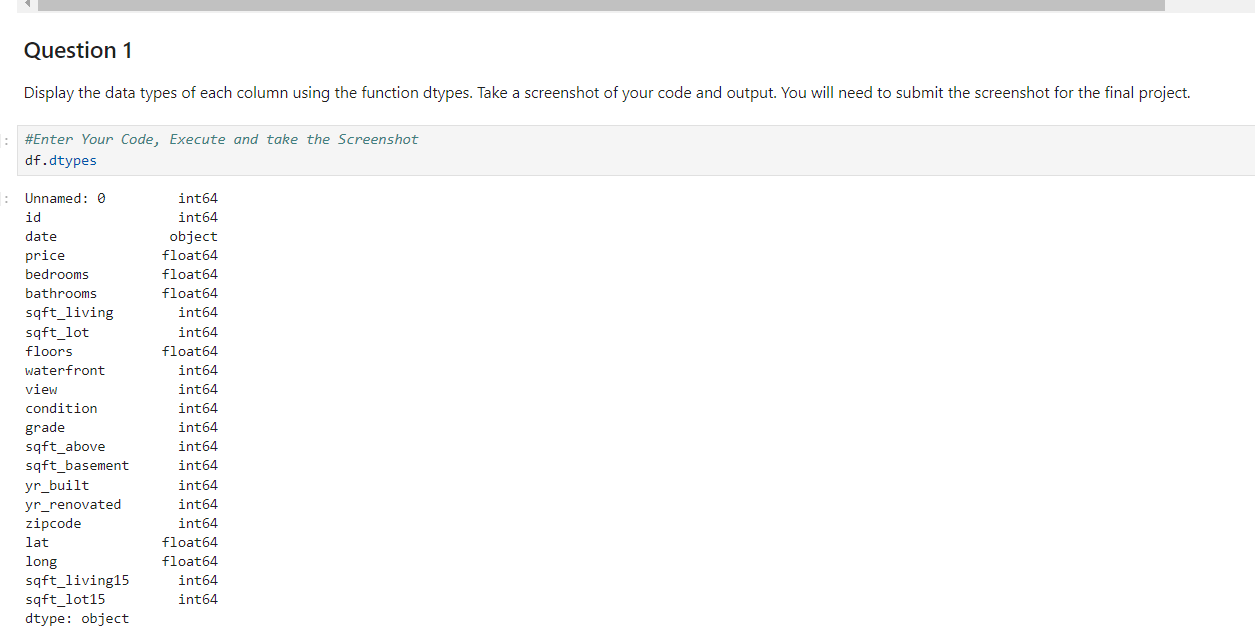 Question 1
Display the data types of each column using the function dtypes. Take a screenshot of your code and output. You will need to submit the screenshot for the final project.
: #Enter Your Code, Execute and take the Screenshot
df.dtypes
: Unnamed: 0 int64
id int64
date object
price float64
bedrooms float64
bathrooms float64
sqft_living int64
sqft_lot int64
floors float64
waterfront int64
view int64
condition int64
grade int64
sqft_above int64
sqft_basement int64
yr_built int64
yr_renovated int64
zipcode int64
lat float64
long float64
sqft_living15 int64
sqft_lot15 int64
dtype: object